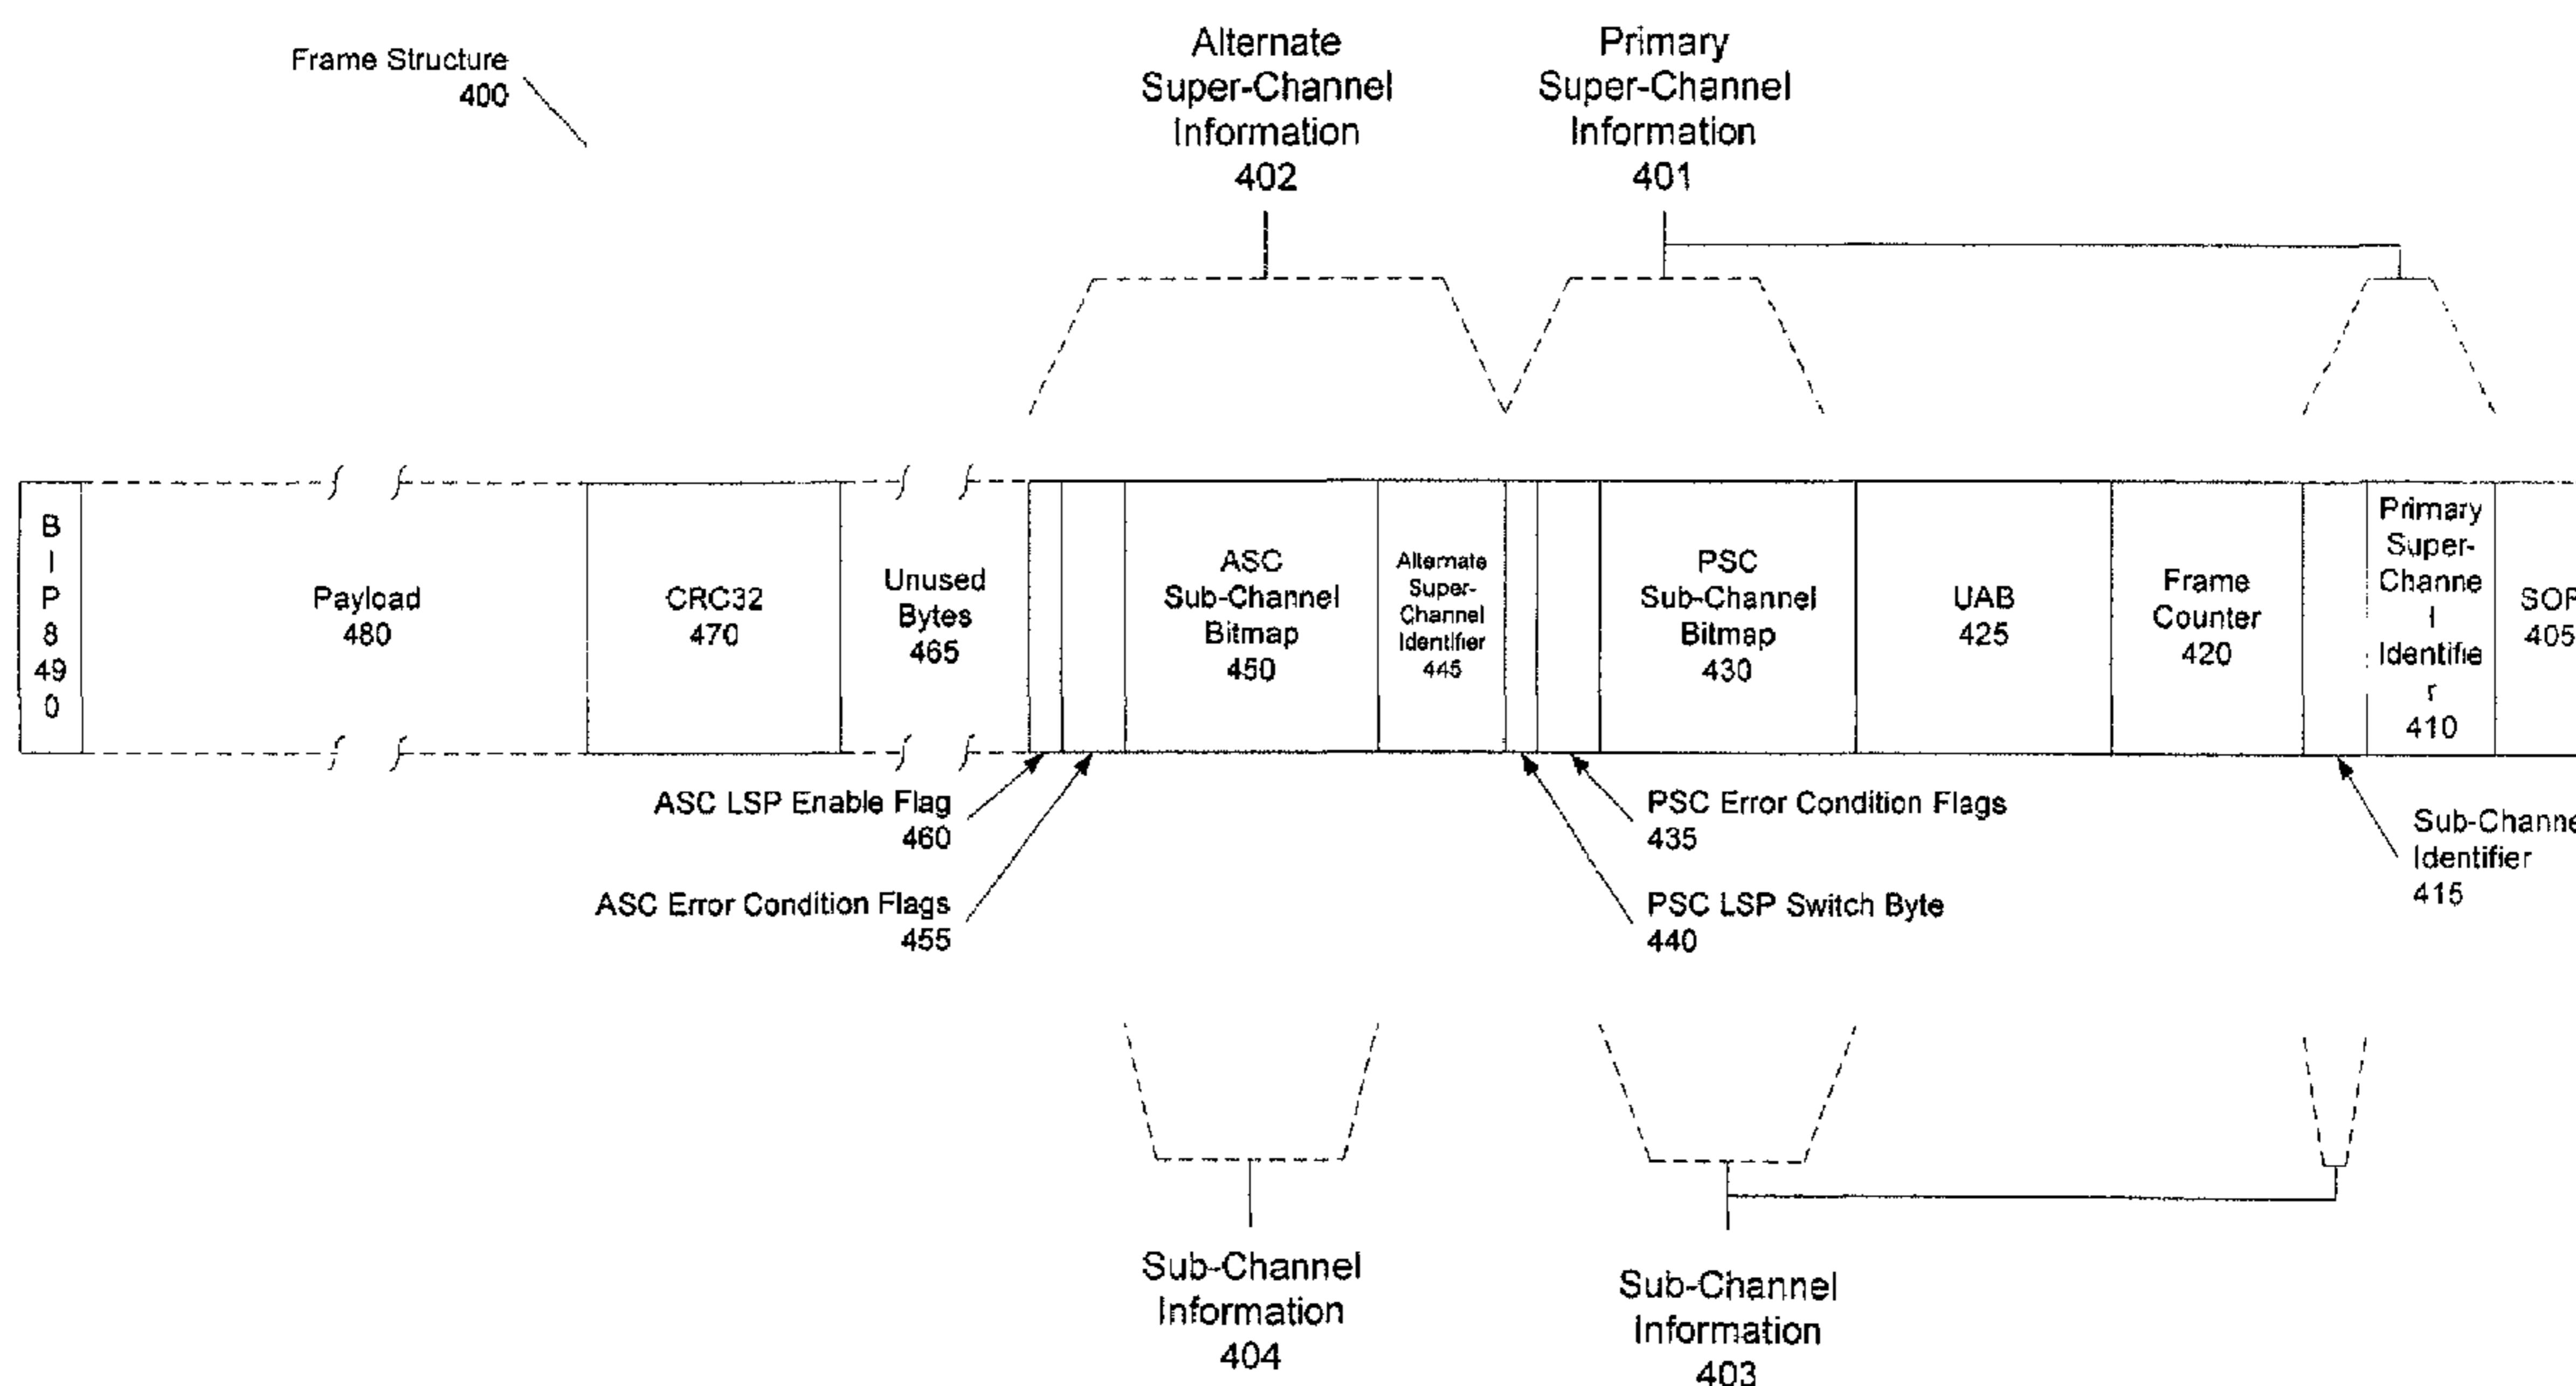 Frame Structure
400
Alternate
Super-Channel
Information
402
Primary
Super-Channel
Information
401
B
I
P
8
49
0
Payload
480
CRC32
470
Unused
Bytes
465
ASC
Sub-Channel
Bitmap
450
Alternate
Super-
Channel
Identifier
445
PSC
Sub-Channel
Bitmap
430
UAB
425
Frame
Counter
420
Primary
Super-
Channe
l
Identifie
r
410
405
ASC LSP Enable Flag
460
ASC Error Condition Flags
455
PSC Error Condition Flags
435
PSC LSP Switch Byte
440
Identifier
415
Sub-Channel
Information
404
Sub-Channel
Information
403